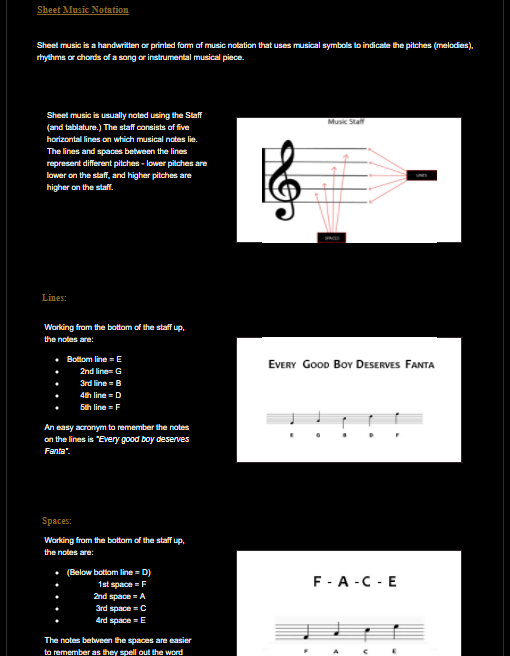 Sheet Music Notation
Sheet music is a handwritten or printed form of music notation that uses musical symbols to indicate the pitches (melodies),
rhythms or chords of a song or instrumental musical piece.
Sheet music is usually noted using the Staff
(and tablature.) The staff consists of five
horizontal lines on which musical notes lie.
The lines and spaces between the lines
represent different pitches - lower pitches are
lower on the staff, and higher pitches are
higher on the staff.
Music Staff
LINES
SPACES
Lines:
Working from the bottom of the staff up,
the notes are:
• Bottom line = E
• 2nd line= G
• 3rd line = B
• 4th line = D
• 5th line = F
An easy acronym to remember the notes
on the lines is "Every good boy deserves
Fanta".
EVERY GOOD BOY DESERVES FANTA
E G B D F
Spaces:
Working from the bottom of the staff up,
the notes are:
• (Below bottom line = D)
• 1st space = F
• 2nd space = A
• 3rd space = C
• 4rd space = E
The notes between the spaces are easier
to remember as they spell out the word
F - A - C - E
F A C E